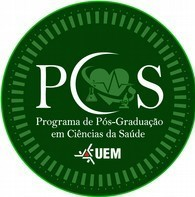 PCS
Programa de Pós-Graduação
em Ciências da Saúde
UEM